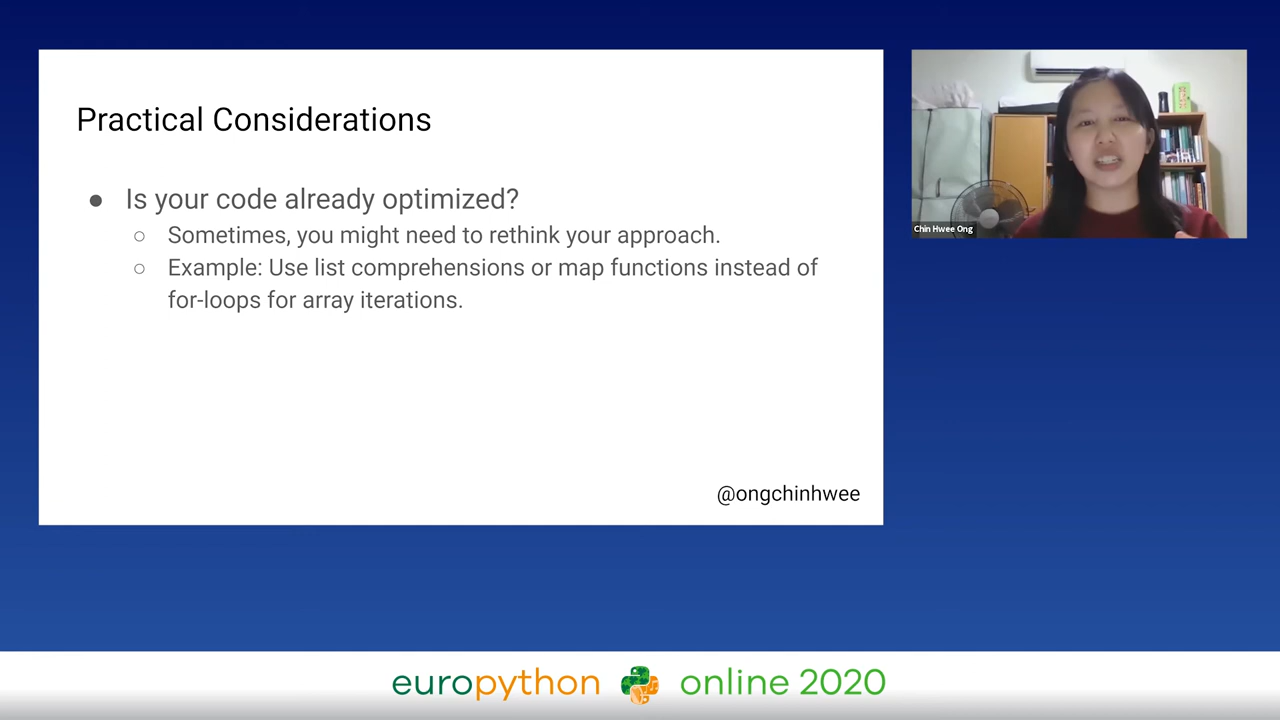 Practical Considerations
● Is your code already optimized?
○ Sometimes, you might need to rethink your approach.
○ Example: Use list comprehensions or map functions instead of
for-loops for array iterations.
@ongchinhwee
Chin Hwee Ong
europython online 2020